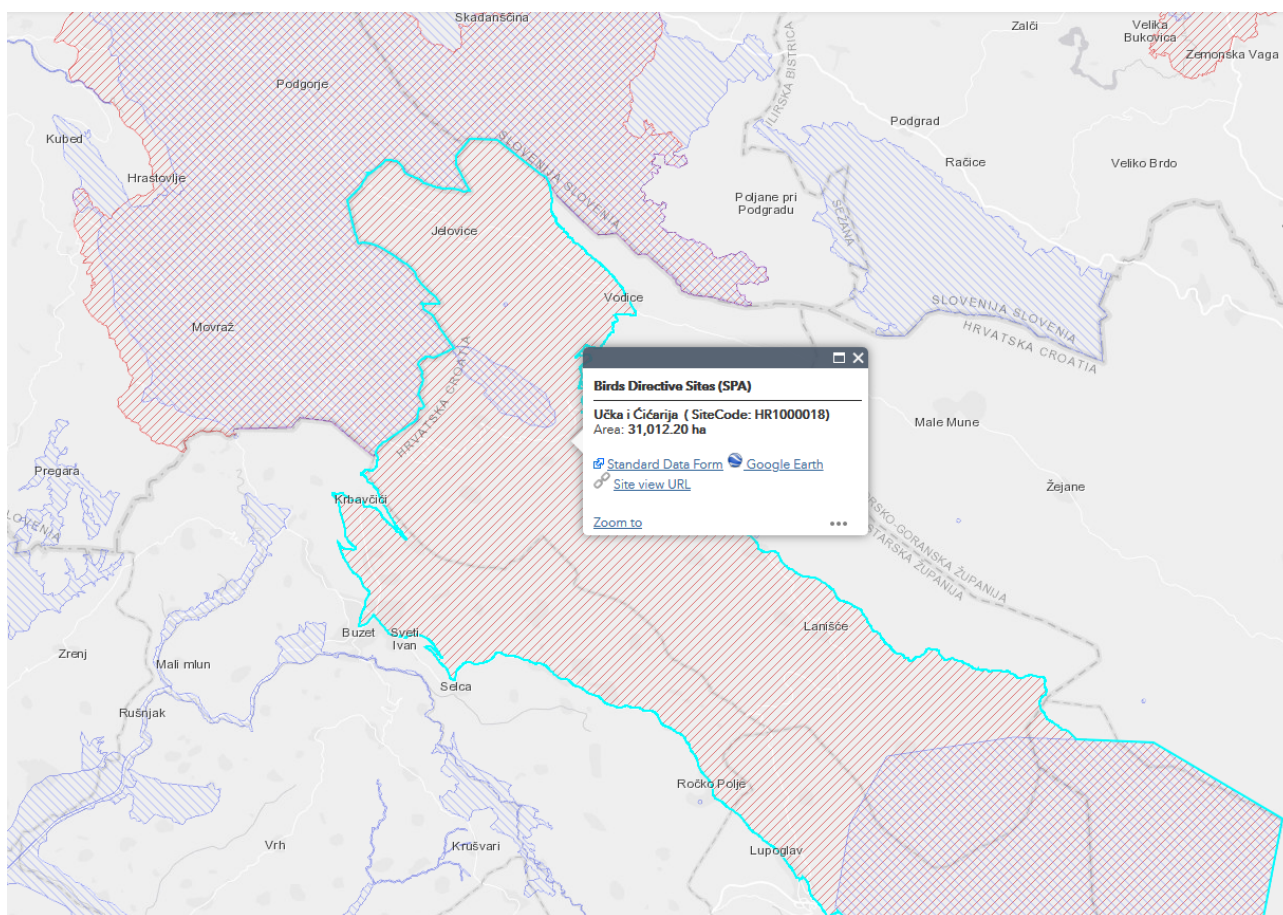 Skadanščina
Zalči
Velika
Bukovica
Zemonska Vaga
ILIRSKA BISTRICA
Podgorje
Podgrad
Kubed
Račice
Veliko Brdo
Hrastovlje
SLOVENIJA SLOVENIA
Poljane pri
Podgradu
SEŽANA
Jelovice
Vodice
SLOVENIJA SLOVENIA
HRVATSKA CROATIA
Movraž
HRVATSKA CROATIA
Birds Directive Sites (SPA)
Učka i Ćićarija ( SiteCode: HR1000018)
Area: 31,012.20 ha
Standard Data Form Google Earth
Site view URL
Zoom to
Male Mune
Pregara
Žejane
Krbavčići
SLOVENIA
RSKO-GORANSKA ŽUPANIJA
ISTARSKA ŽUPANIJA
Lanišće
Buzet
Sveti
Ivan
Zrenj
Mali mlun
Selca
Rušnjak
Ročko Polje
Vrh
Krušvari
Lupoglav